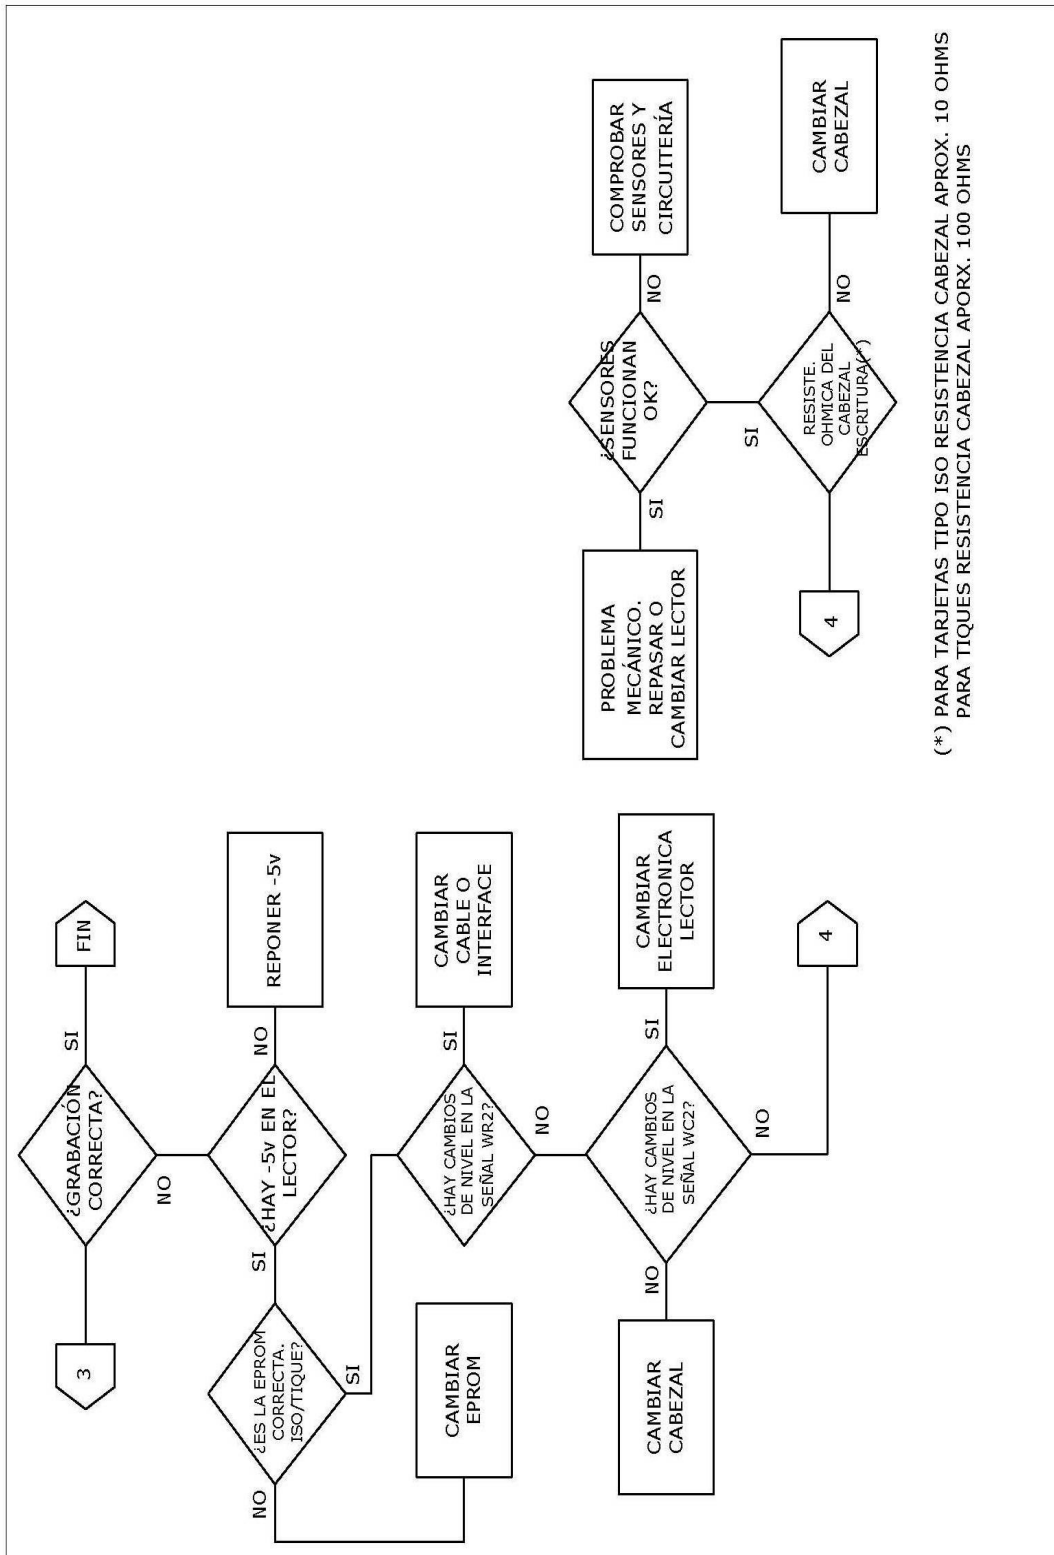 3
¿GRABACIÓN
CORRECTA?
SI
FIN
NO
¿HAY -5v EN EL
LECTOR?
NO
REPONER -5v
SI
¿ES LA EPROM
CORRECTA.
ISO/TIQUE?
NO
SI
CAMBIAR
EPROM
¿HAY CAMBIOS
DE NIVEL EN LA
SEÑAL WR2?
SI
CAMBIAR
CABLE O
INTERFACE
NO
¿HAY CAMBIOS
DE NIVEL EN LA
SEÑAL WC2?
SI
CAMBIAR
ELECTRONICA
LECTOR
NO
CAMBIAR
CABEZAL
NO
4
¿SENSORES
FUNCIONAN
OK?
NO
COMPROBAR
SENSORES Y
CIRCUITERÍA
SI
PROBLEMA
MECÁNICO.
REPASAR O
CAMBIAR LECTOR
SI
RESISTE.
OHMICA DEL
CABEZAL
ESCRITURA(*)
NO
CAMBIAR
CABEZAL
4
(*) PARA TARJETAS TIPO ISO RESISTENCIA CABEZAL APROX. 10 OHMS
PARA TIQUES RESISTENCIA CABEZAL APORX. 100 OHMS